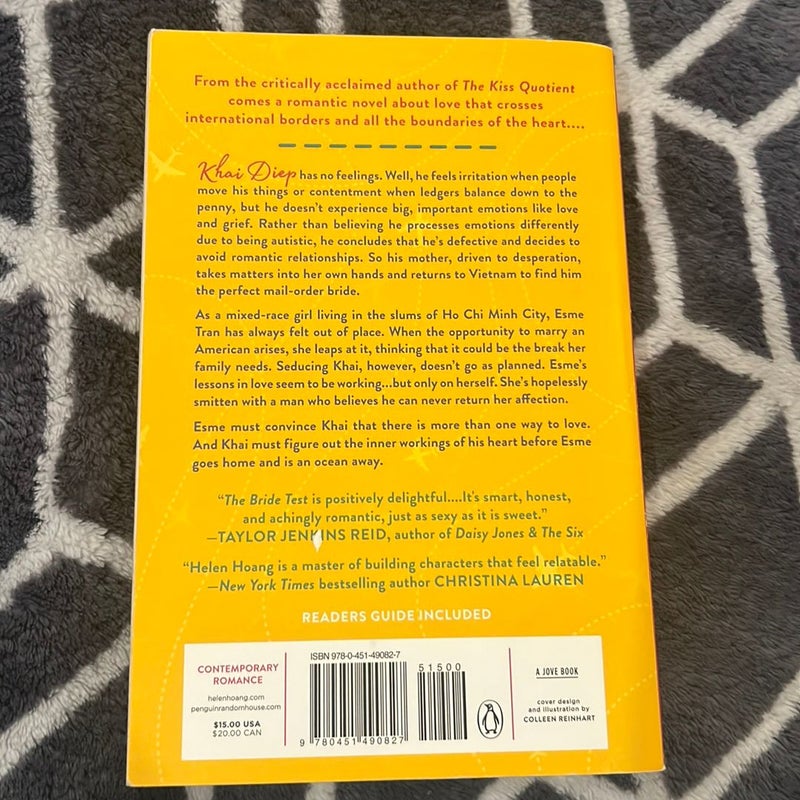 From the critically acclaimed author of The Kiss Quotient
comes a romantic novel about love that crosses
international borders and all the boundaries of the heart....
Khai Diep has no feelings. Well, he feels irritation when people
move his things or contentment when ledgers balance down to the
penny, but he doesn't experience big, important emotions like love
and grief. Rather than believing he processes emotions differently
due to being autistic, he concludes that he's defective and decides to
avoid romantic relationships. So his mother, driven to desperation,
takes matters into her own hands and returns to Vietnam to find him
the perfect mail-order bride.
As a mixed-race girl living in the slums of Ho Chi Minh City, Esme
Tran has always felt out of place. When the opportunity to marry an
American arises, she leaps at it, thinking that it could be the break her
family needs. Seducing Khai, however, doesn't go as planned. Esme's
lessons in love seem to be working...but only on herself. She's hopelessly
smitten with a man who believes he can never return her affection.
Esme must convince Khai that there is more than one way to love.
And Khai must figure out the inner workings of his heart before Esme
goes home and is an ocean away.
"The Bride Test is positively delightful....It's smart, honest,
and achingly romantic, just as sexy as it is sweet."
—TAYLOR JENKINS REID, author of Daisy Jones & The Six
"Helen Hoang is a master of building characters that feel relatable."
—New York Times bestselling author CHRISTINA LAUREN
READERS GUIDE INCLUDED
CONTEMPORARY
ROMANCE
helenhoang.com
penguinrandomhouse.com
$15.00 USA
$20.00 CAN
ISBN 978-0-451-49082-7
51500
9 780451 490827
A JOVE BOOK
cover design
and illustration by
COLLEEN REINHART